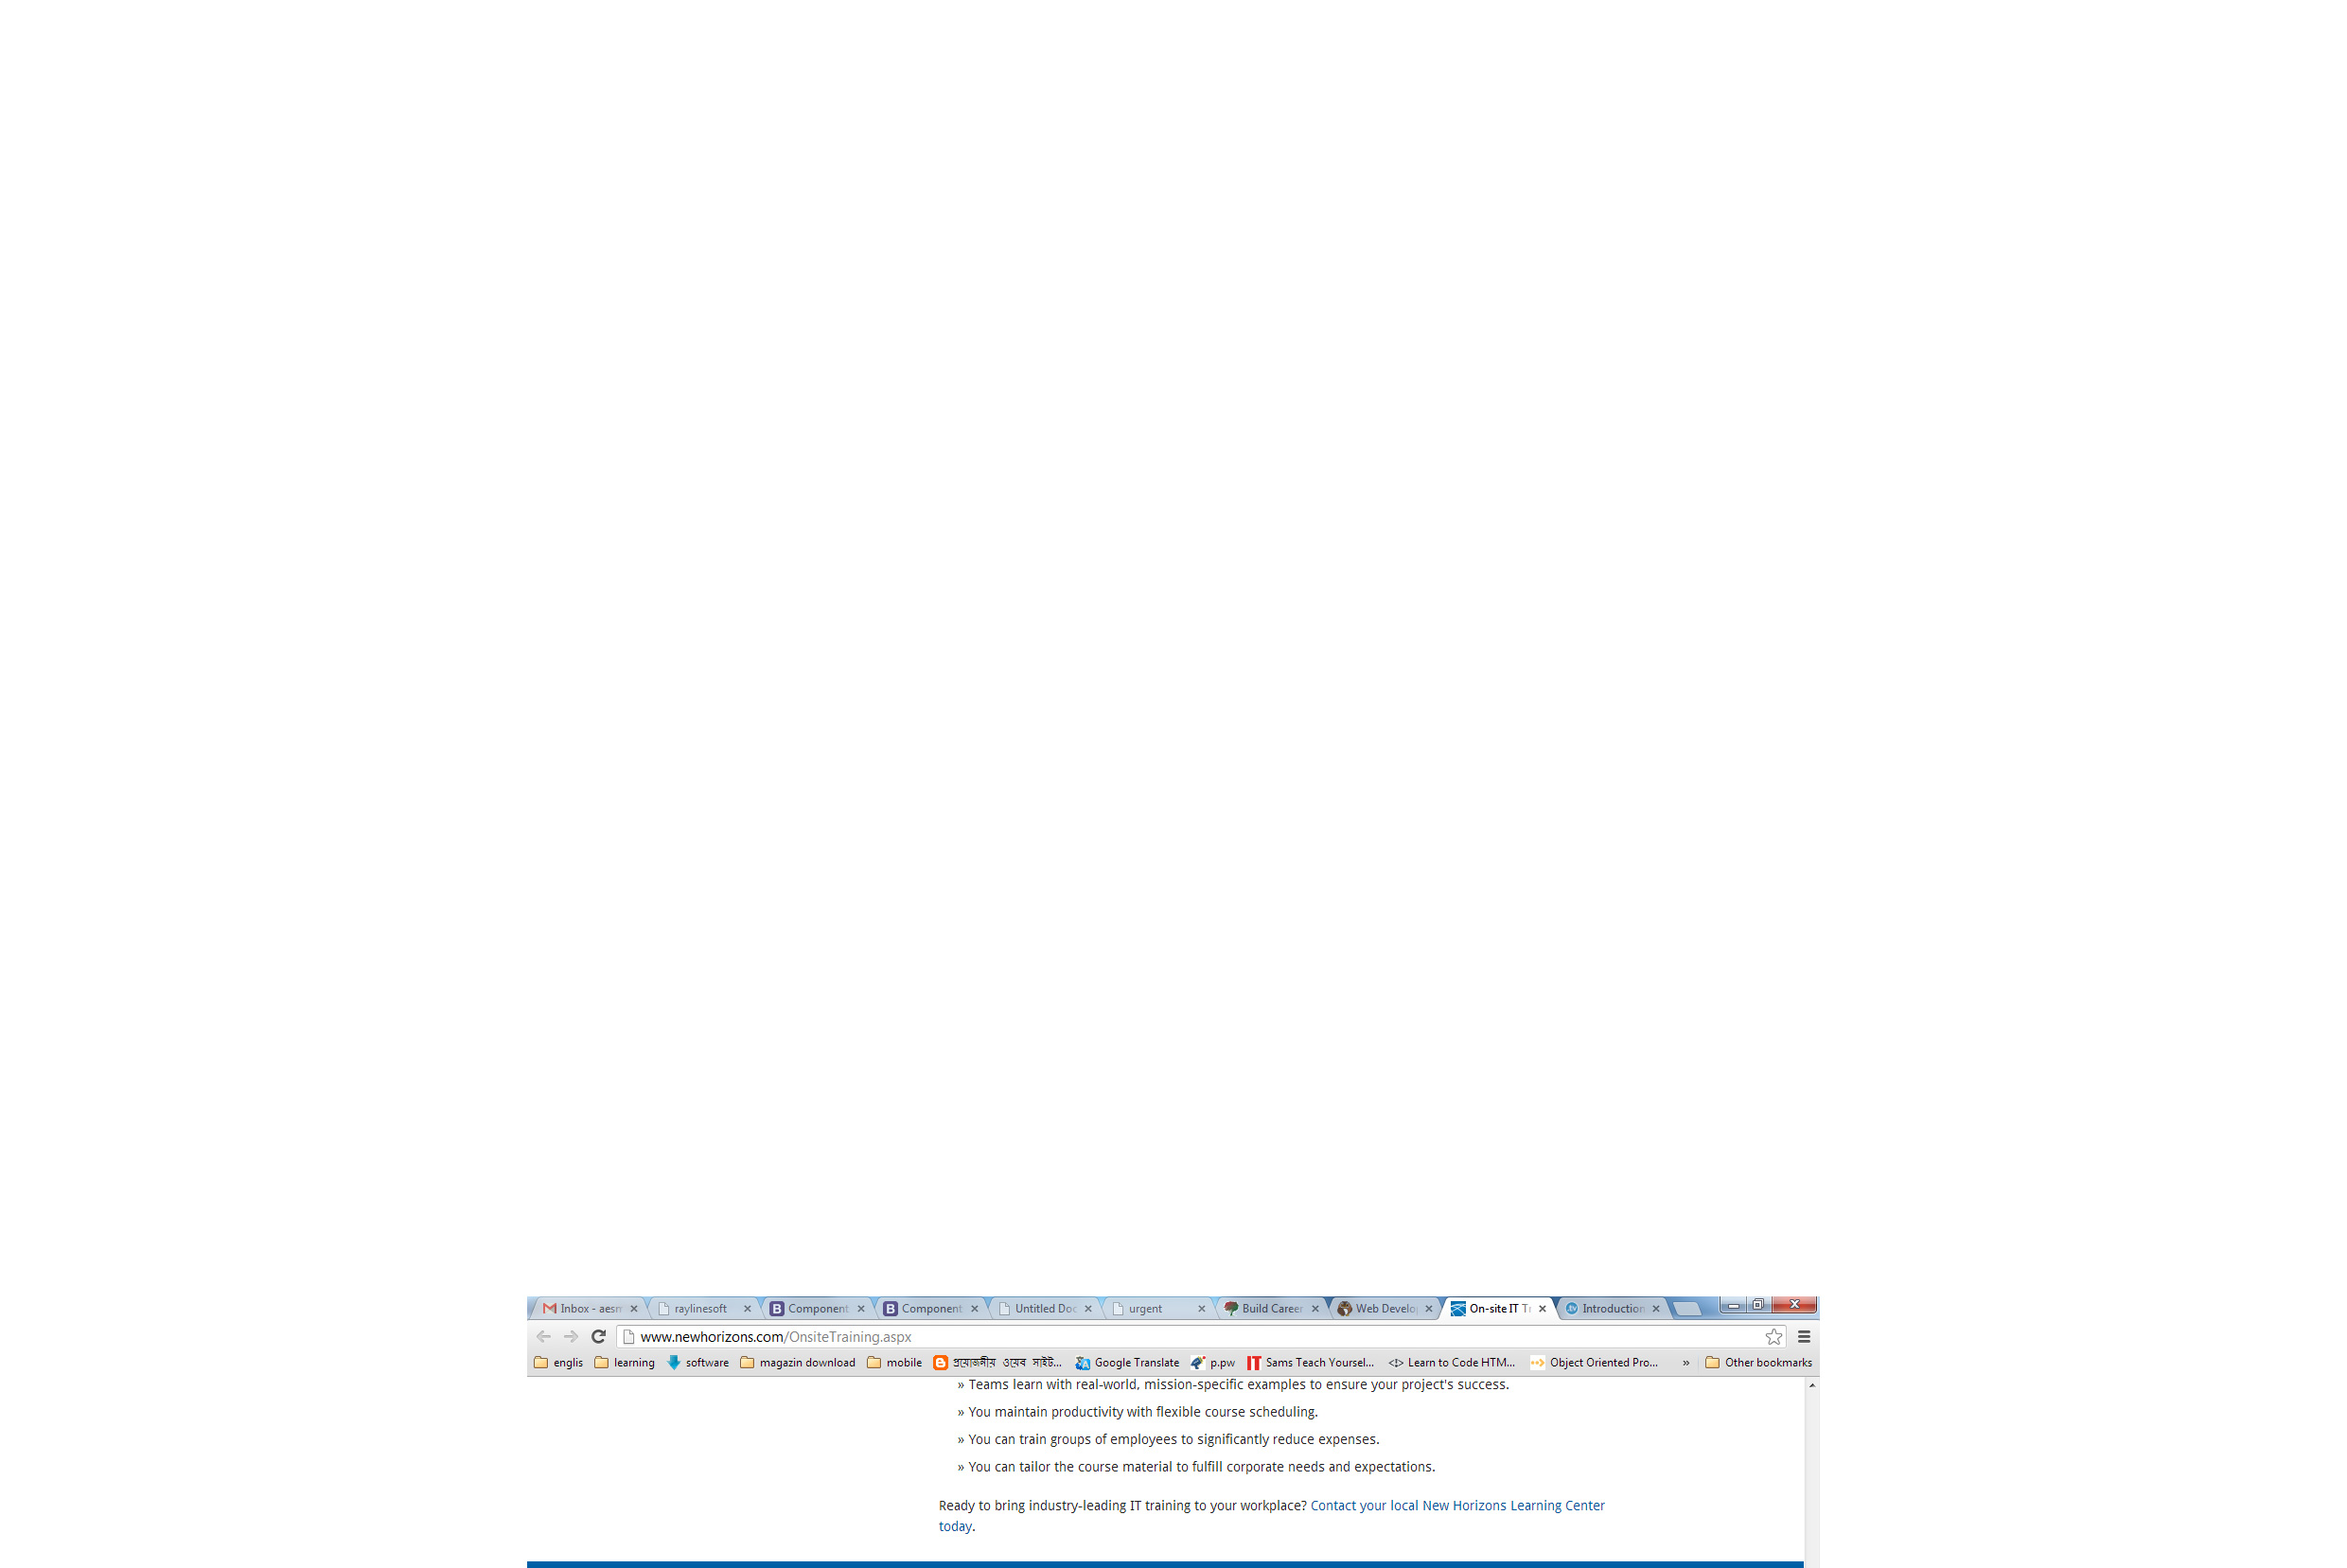 Inbox - aesm
raylinesoft
Component
Component
Untitled Doc
urgent
Build Career
Web Develop
On-site IT Tr
Introduction
www.newhorizons.com/OnsiteTraining.aspx
englis learning software magazin download mobile প্রয়োজনীয় ওয়েব সাইট... Google Translate p.pw Sams Teach Yoursel... Learn to Code HTM... Object Oriented Pro... » Other bookmarks
» Teams learn with real-world, mission-specific examples to ensure your project's success.
» You maintain productivity with flexible course scheduling.
» You can train groups of employees to significantly reduce expenses.
» You can tailor the course material to fulfill corporate needs and expectations.
Ready to bring industry-leading IT training to your workplace? Contact your local New Horizons Learning Center
today.